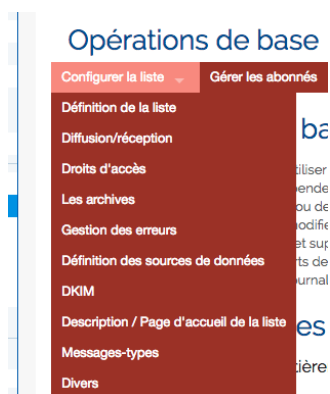 Opérations de base
Configurer la liste Gérer les abonnés
Définition de la liste
Diffusion/réception
Droits d'accès
Les archives
Gestion des erreurs
Définition des sources de données
DKIM
Description / Page d'accueil de la liste
Messages-types
Divers